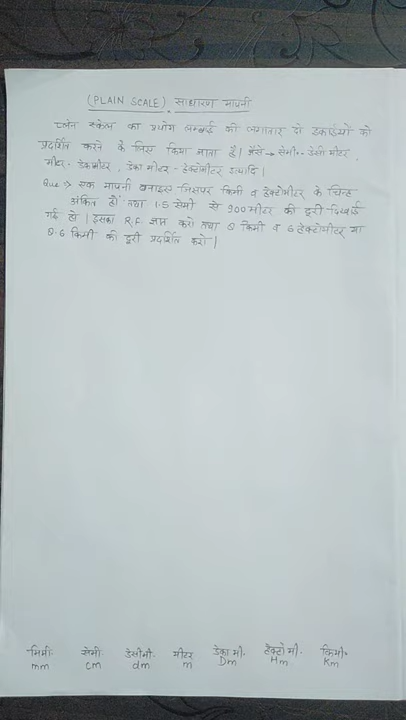 (PLAIN SCALE) साधारण मापनी
प्लेन स्केल का प्रयोग लम्बाई की लगातार दो इकाईयों को
प्रदर्शित करने के लिए किया जाता है। जैसे → सेमी०- डेसी मीटर,
मीटर- डेकामीटर, डेका मीटर - हेक्टोमीटर इत्यादि।
Que ⇒ एक मापनी बनाइए जिसपर किमी व हेक्टोमीटर के चिन्ह
अंकित हों तथा 1.5 सेमी से 900 मीटर की दूरी दिखाई
गई हो। इसका R.F ज्ञात करो तथा 8 किमी व 6 हेक्टोमीटर या
8.6 किमी की दूरी प्रदर्शित करो।
मिमी. सेमी. डेसीमी. मीटर डेका मी. हेक्टो मी. किमी.
mm cm dm m Dm Hm Km